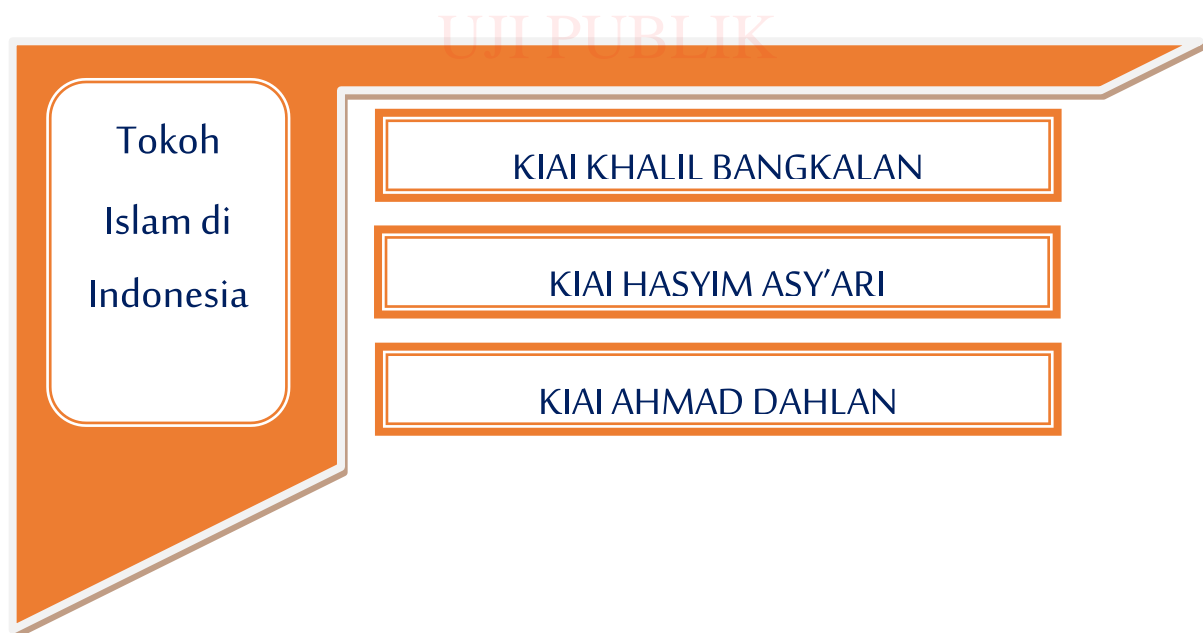 UJI PUBLIK
Tokoh
Islam di
Indonesia
KIAI KHALIL BANGKALAN
KIAI HASYIM ASY’ARI
KIAI AHMAD DAHLAN